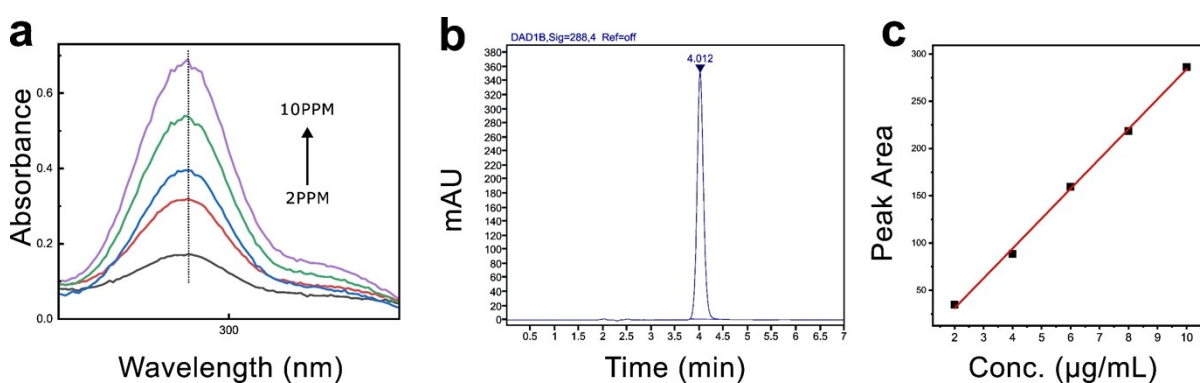 a
Absorbance
0.6
0.4
0.2
0.0
10PPM
2PPM
300
Wavelength (nm)
b
DAD1B,Sig=288,4 Ref=off
mAU
380
360
340
320
300
280
260
240
220
200
180
160
140
120
100
80
60
40
20
0
4.012
0.5 1 1.5 2 2.5 3 3.5 4 4.5 5 5.5 6 6.5 7
Time (min)
c
Peak Area
300
250
200
150
100
50
2 4 6 8 10
Conc. (µg/mL)